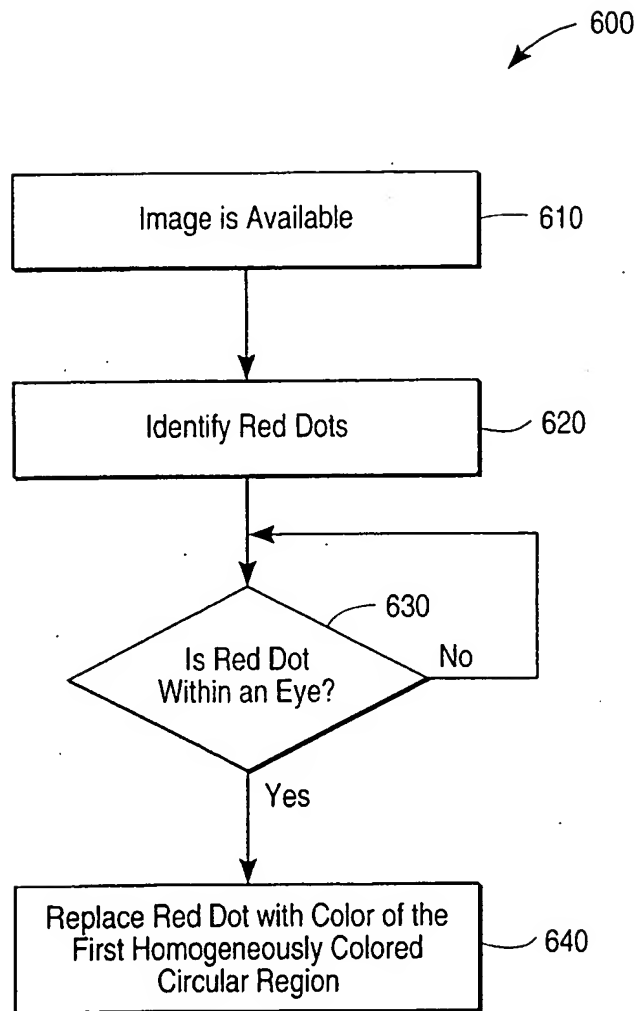 600
Image is Available
610
Identify Red Dots
620
630
Is Red Dot
Within an Eye?
No
Yes
Replace Red Dot with Color of the
First Homogeneously Colored
Circular Region
640